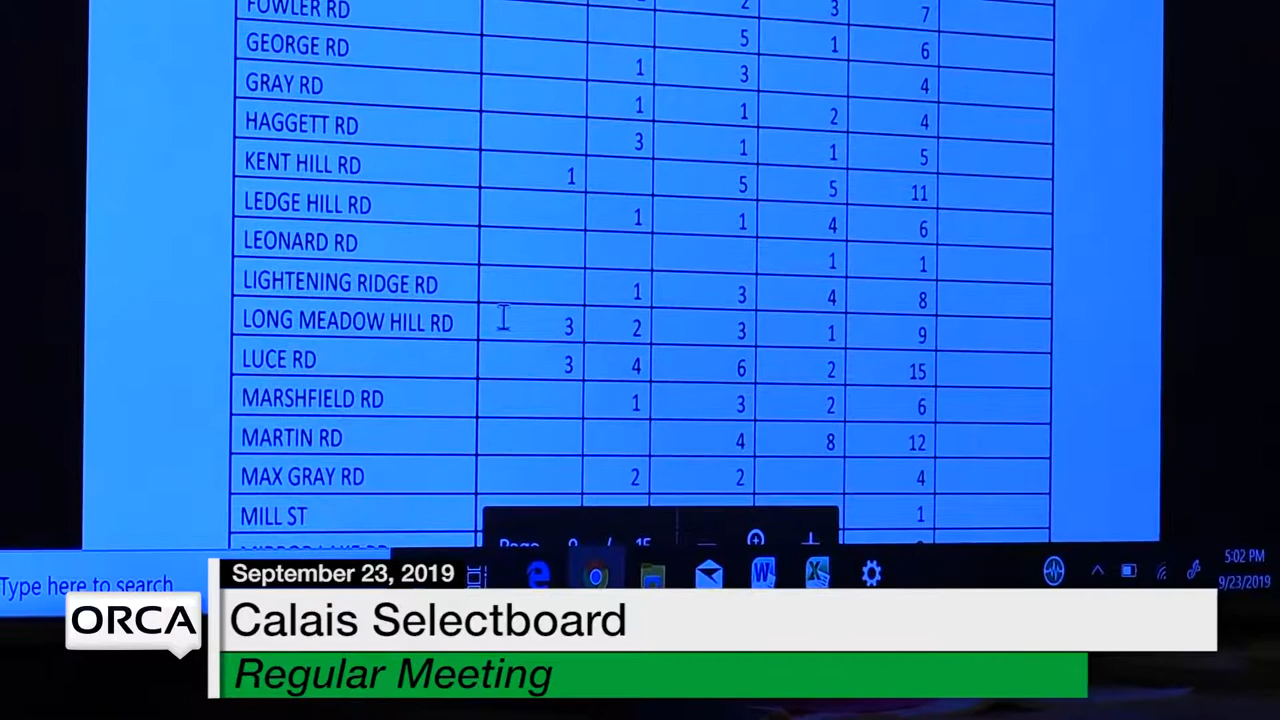 2 3 7
FOWLER RD 5 1 6
GEORGE RD 1 3 4
GRAY RD 1 1 2 4
HAGGETT RD 3 1 1 5
KENT HILL RD 1 5 5 11
LEDGE HILL RD 1 1 4 6
LEONARD RD 1 1
LIGHTENING RIDGE RD 1 3 4 8
LONG MEADOW HILL RD 3 2 3 1 9
LUCE RD 3 4 6 2 15
MARSHFIELD RD 1 3 2 6
MARTIN RD 4 8 12
MAX GRAY RD 2 2 4
MILL ST 1
Page / 15
Type here to search
5:02 PM
9/23/2019
September 23, 2019
ORCA
Calais Selectboard
Regular Meeting